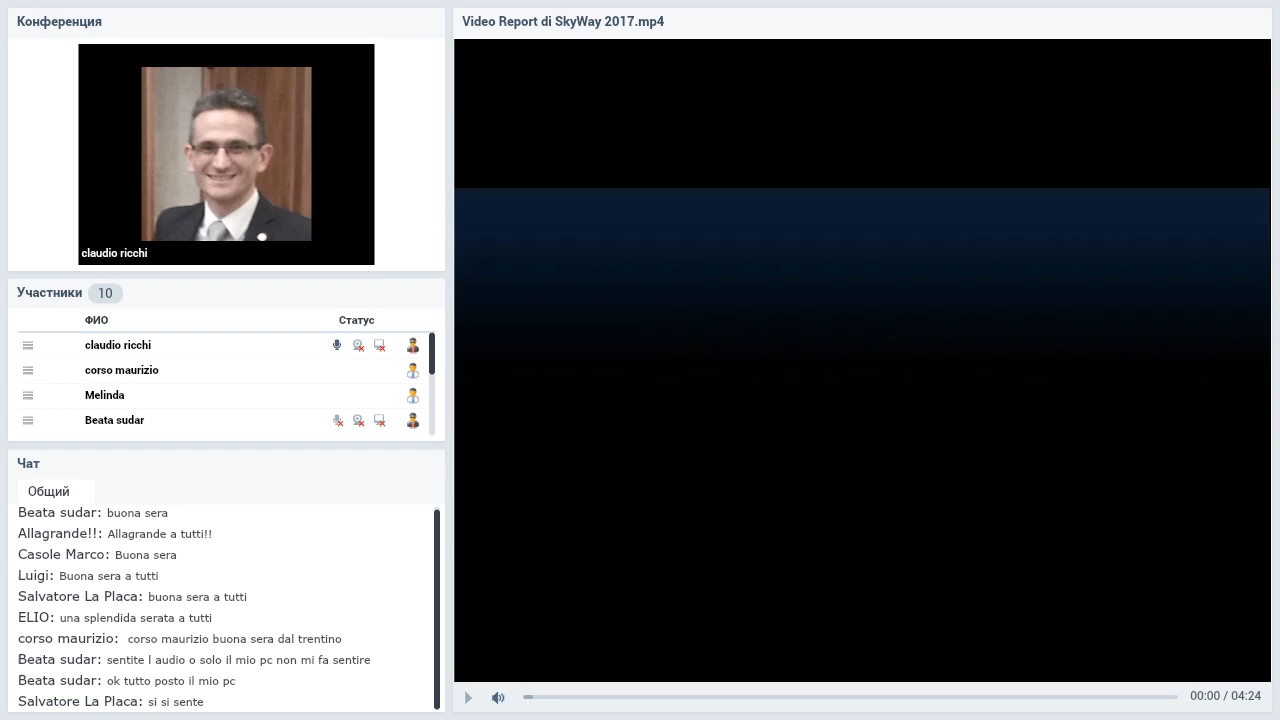 Конференция
claudio ricchi
Участники 10
ФИО Статус
claudio ricchi
corso maurizio
Melinda
Beata sudar
Чат
Общий
Beata sudar: buona sera
Allagrande!!: Allagrande a tutti!!
Casole Marco: Buona sera
Luigi: Buona sera a tutti
Salvatore La Placa: buona sera a tutti
ELIO: una splendida serata a tutti
corso maurizio: corso maurizio buona sera dal trentino
Beata sudar: sentite l audio o solo il mio pc non mi fa sentire
Beata sudar: ok tutto posto il mio pc
Salvatore La Placa: si si sente
Video Report di SkyWay 2017.mp4
00:00 / 04:24